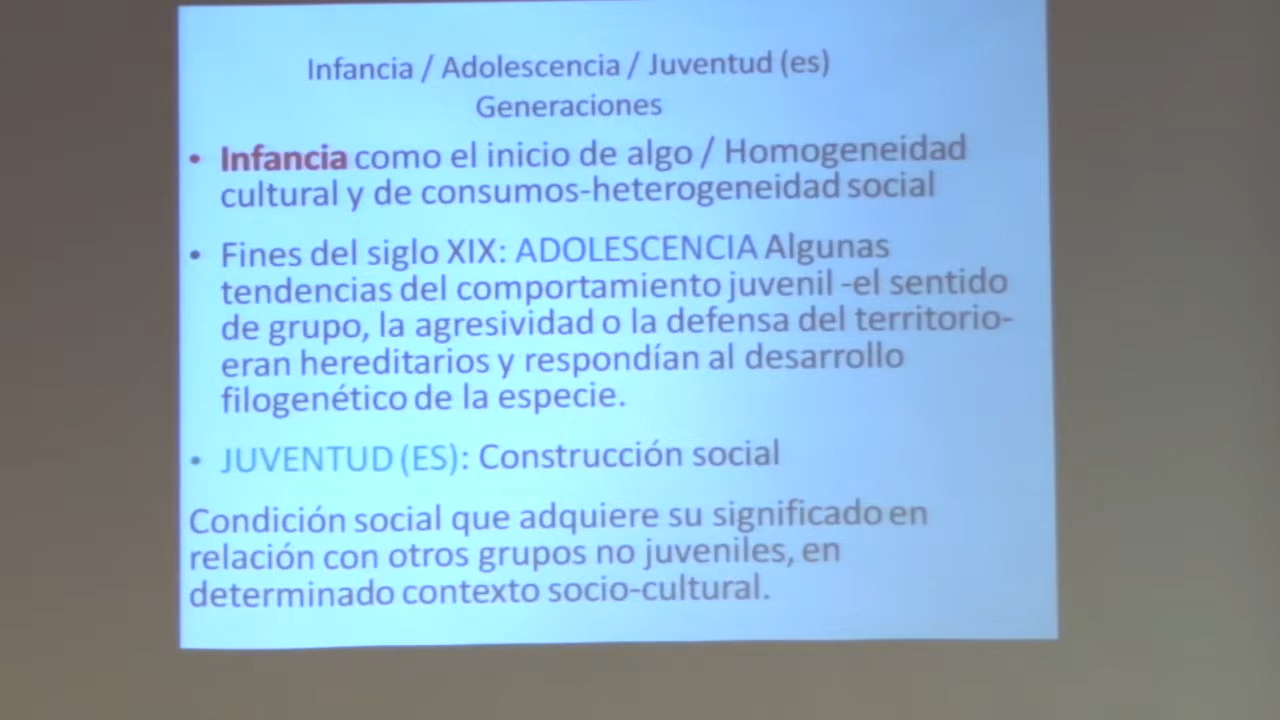 Infancia / Adolescencia / Juventud (es)
Generaciones
• Infancia como el inicio de algo / Homogeneidad
cultural y de consumos-heterogeneidad social
• Fines del siglo XIX: ADOLESCENCIA Algunas
tendencias del comportamiento juvenil -el sentido
de grupo, la agresividad o la defensa del territorio-
eran hereditarios y respondían al desarrollo
filogenético de la especie.
• JUVENTUD (ES): Construcción social
Condición social que adquiere su significado en
relación con otros grupos no juveniles, en
determinado contexto socio-cultural.